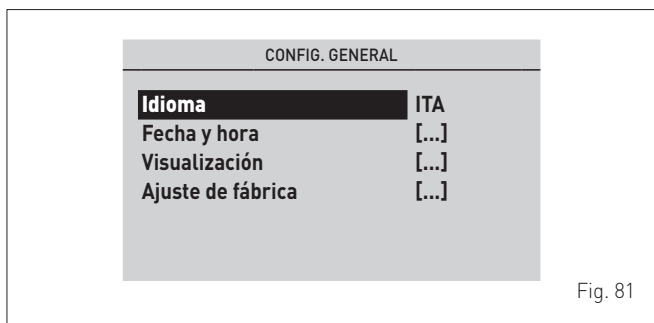 CONFIG. GENERAL
Idioma ITA
Fecha y hora [...]
Visualización [...]
Ajuste de fábrica [...]
Fig. 81